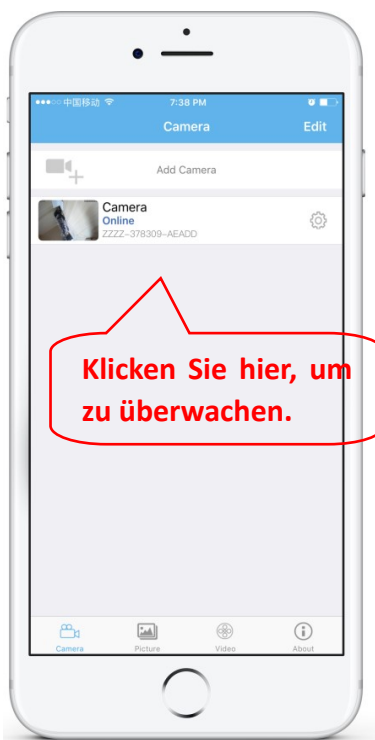 中国移动 7:38 PM
Camera Edit
Add Camera
Camera
Online
ZZZZ-378309-AEADD
Klicken Sie hier, um
zu überwachen.
Camera Picture Video About